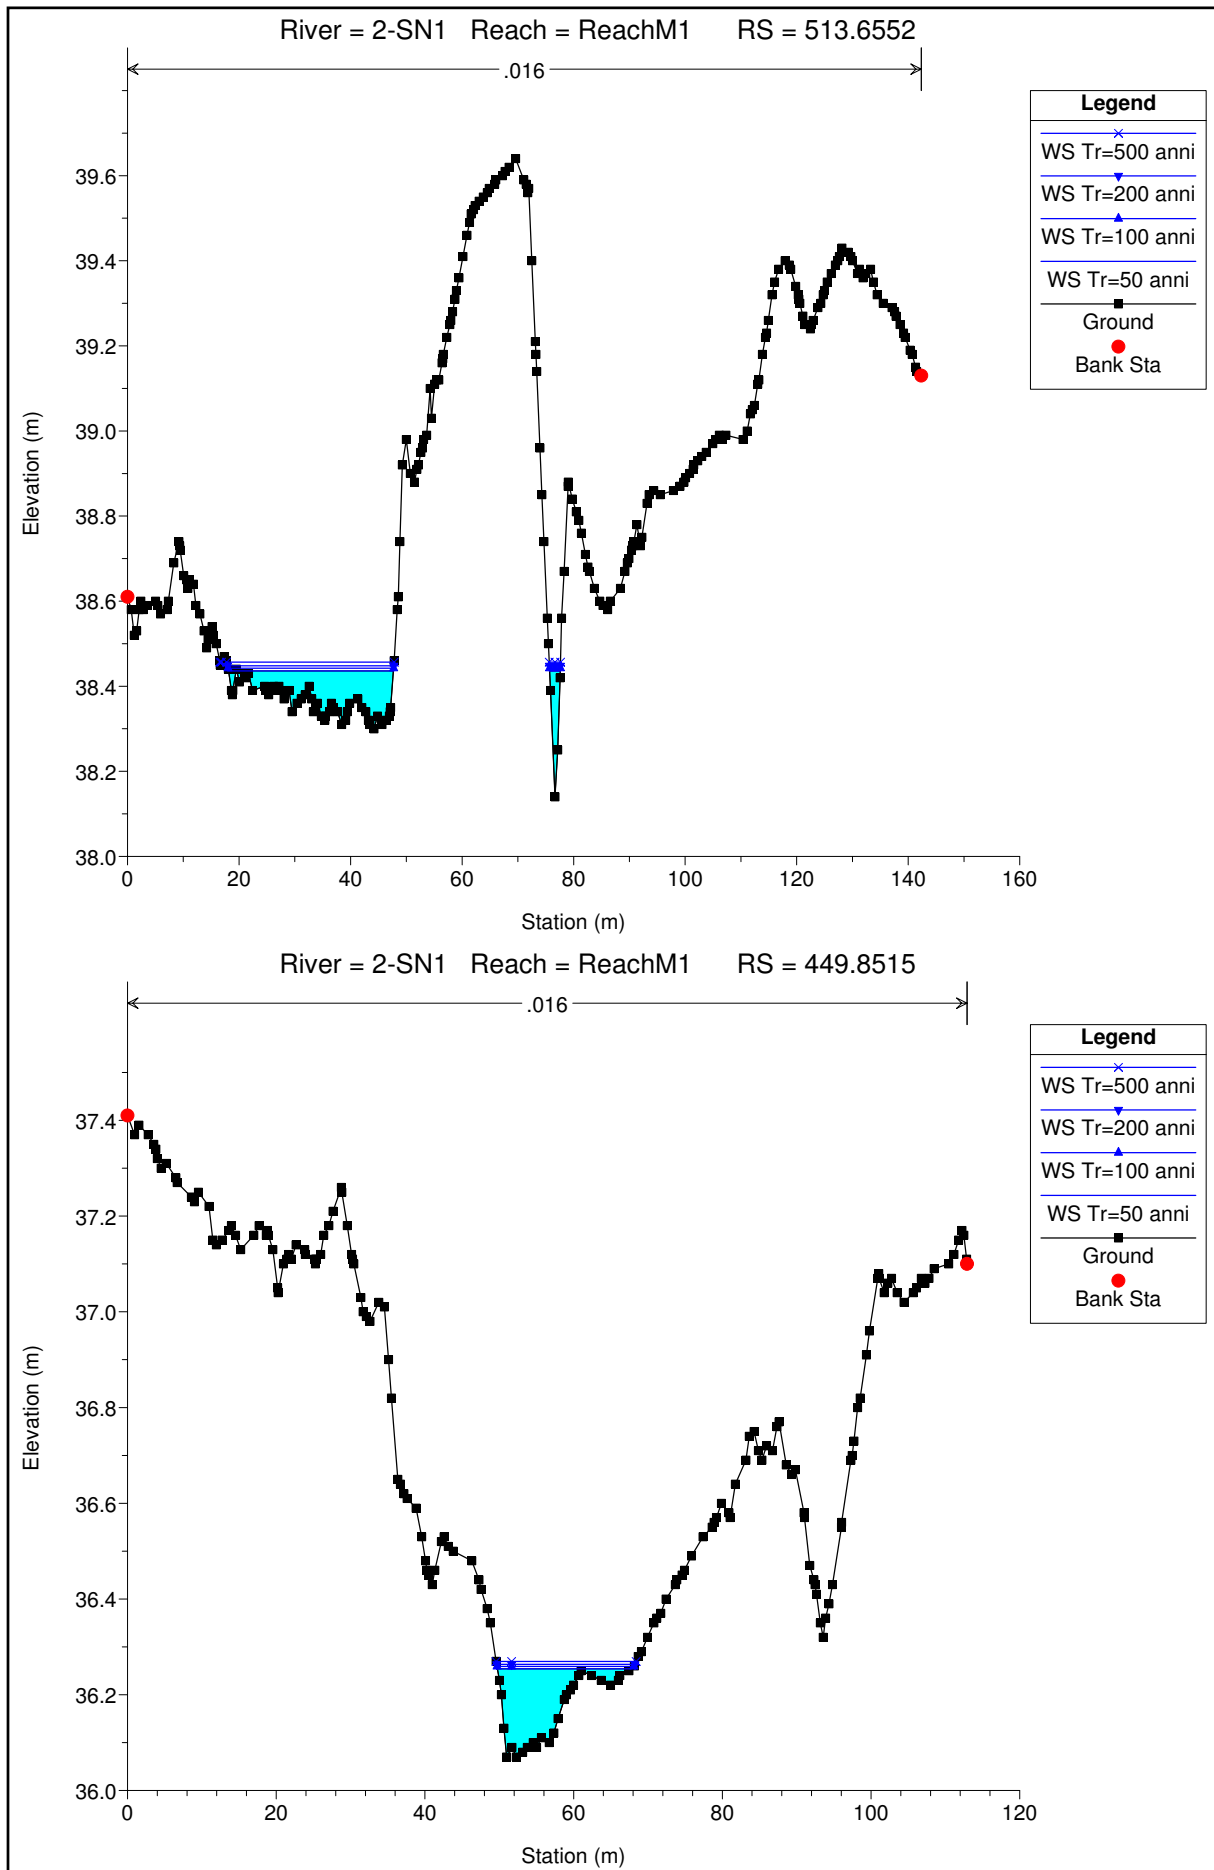 River = 2-SN1 Reach = ReachM1 RS = 513.6552
.016
Legend
WS Tr=500 anni
WS Tr=200 anni
WS Tr=100 anni
WS Tr=50 anni
Ground
Bank Sta
Elevation (m)
39.6
39.4
39.2
39.0
38.8
38.6
38.4
38.2
38.0
0 20 40 60 80 100 120 140 160
Station (m)
River = 2-SN1 Reach = ReachM1 RS = 449.8515
.016
Legend
WS Tr=500 anni
WS Tr=200 anni
WS Tr=100 anni
WS Tr=50 anni
Ground
Bank Sta
Elevation (m)
37.4
37.2
37.0
36.8
36.6
36.4
36.2
36.0
0 20 40 60 80 100 120
Station (m)